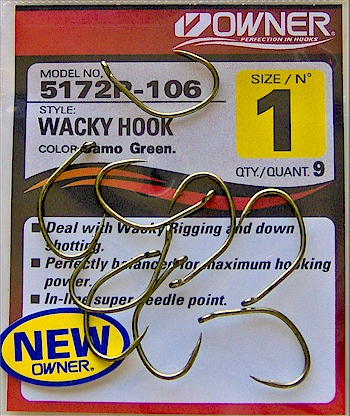 OWNER
PERFECTION IN HOOKS
MODEL NO.
5172R-106
STYLE:
WACKY HOOK
COLOR: Camo Green.
SIZE / N°
1
QTY./QUANT. 9
Deal with Wacky Rigging and down
shotting.
Perfectly balanced for maximum hooking
power.
In-line super needle point.
NEW
OWNER®